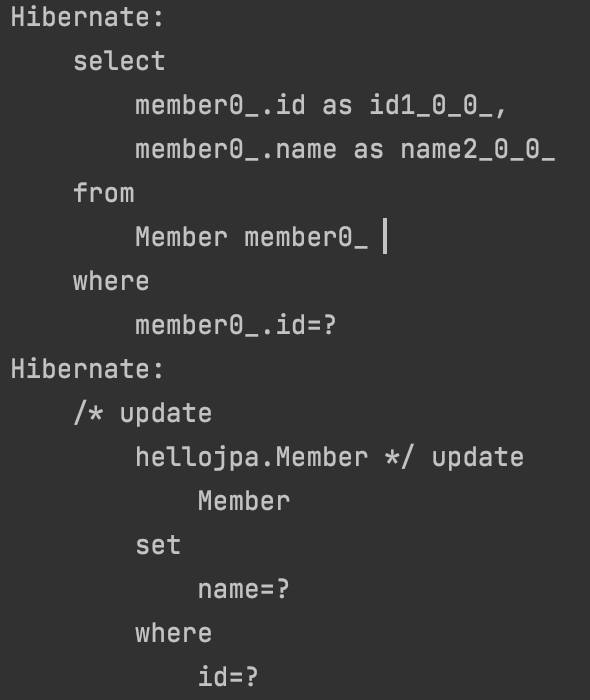 Hibernate:
    select
        member0_.id as id1_0_0_,
        member0_.name as name2_0_0_
    from
        Member member0_
    where
        member0_.id=?
Hibernate:
    /* update
        hellojpa.Member */ update
            Member
        set
            name=?
        where
            id=?